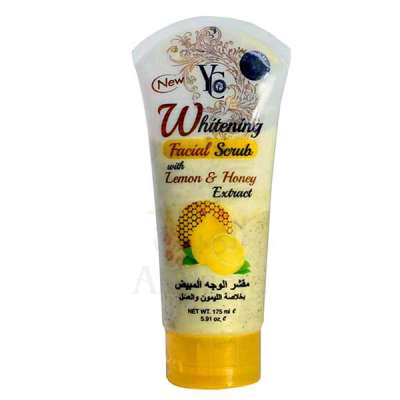 New
YC
Whitening
Facial Scrub
with
Lemon & Honey
Extract
مقشر الوجه المبيض
بخلاصة الليمون والعسل
NET WT. 175 ml ℮
5.91 oz. ℮